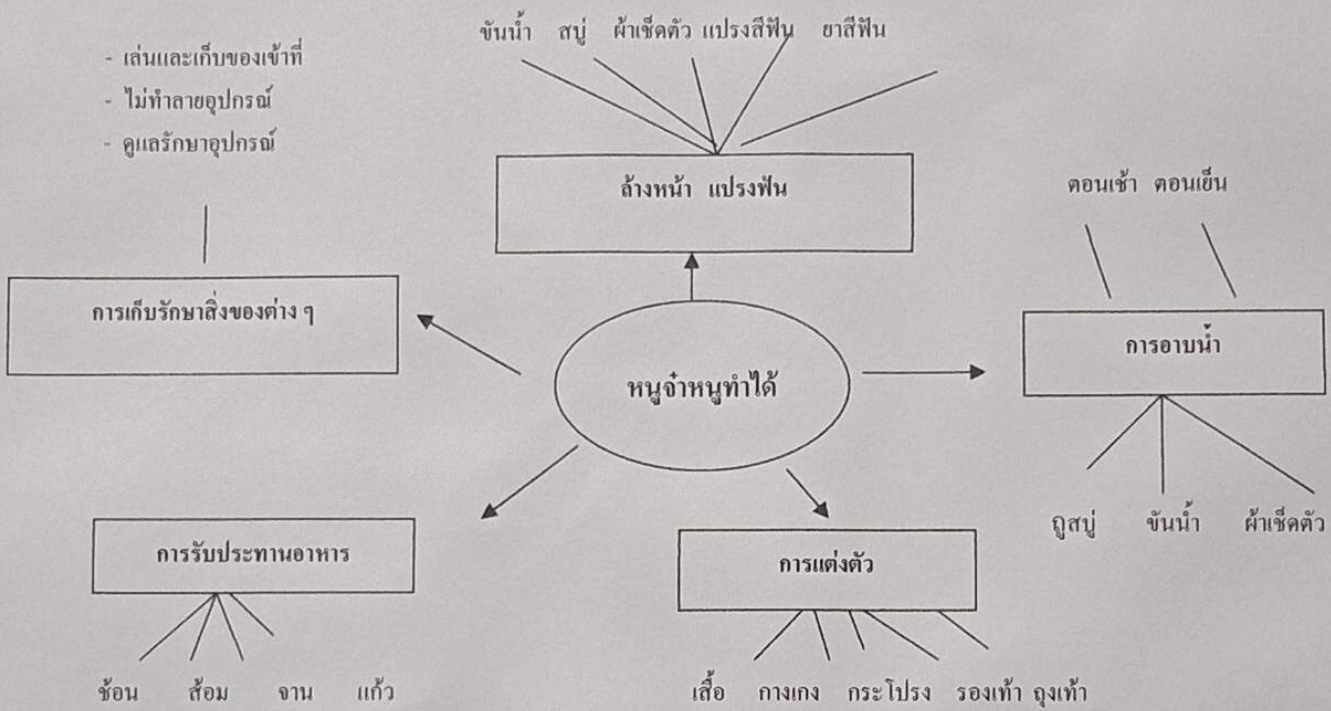 ขันน้ำ สบู่ ผ้าเช็ดตัว แปรงสีฟัน ยาสีฟัน
- เล่นและเก็บของเข้าที่
- ไม่ทำลายอุปกรณ์
- ดูแลรักษาอุปกรณ์
ล้างหน้า แปรงฟัน
ตอนเช้า ตอนเย็น
การเก็บรักษาสิ่งของต่าง ๆ
การอาบน้ำ
หนูจ๋าหนูทำได้
ถูสบู่ ขันน้ำ ผ้าเช็ดตัว
การรับประทานอาหาร
การแต่งตัว
ช้อน ส้อม จาน แก้ว
เสื้อ กางเกง กระโปรง รองเท้า ถุงเท้า